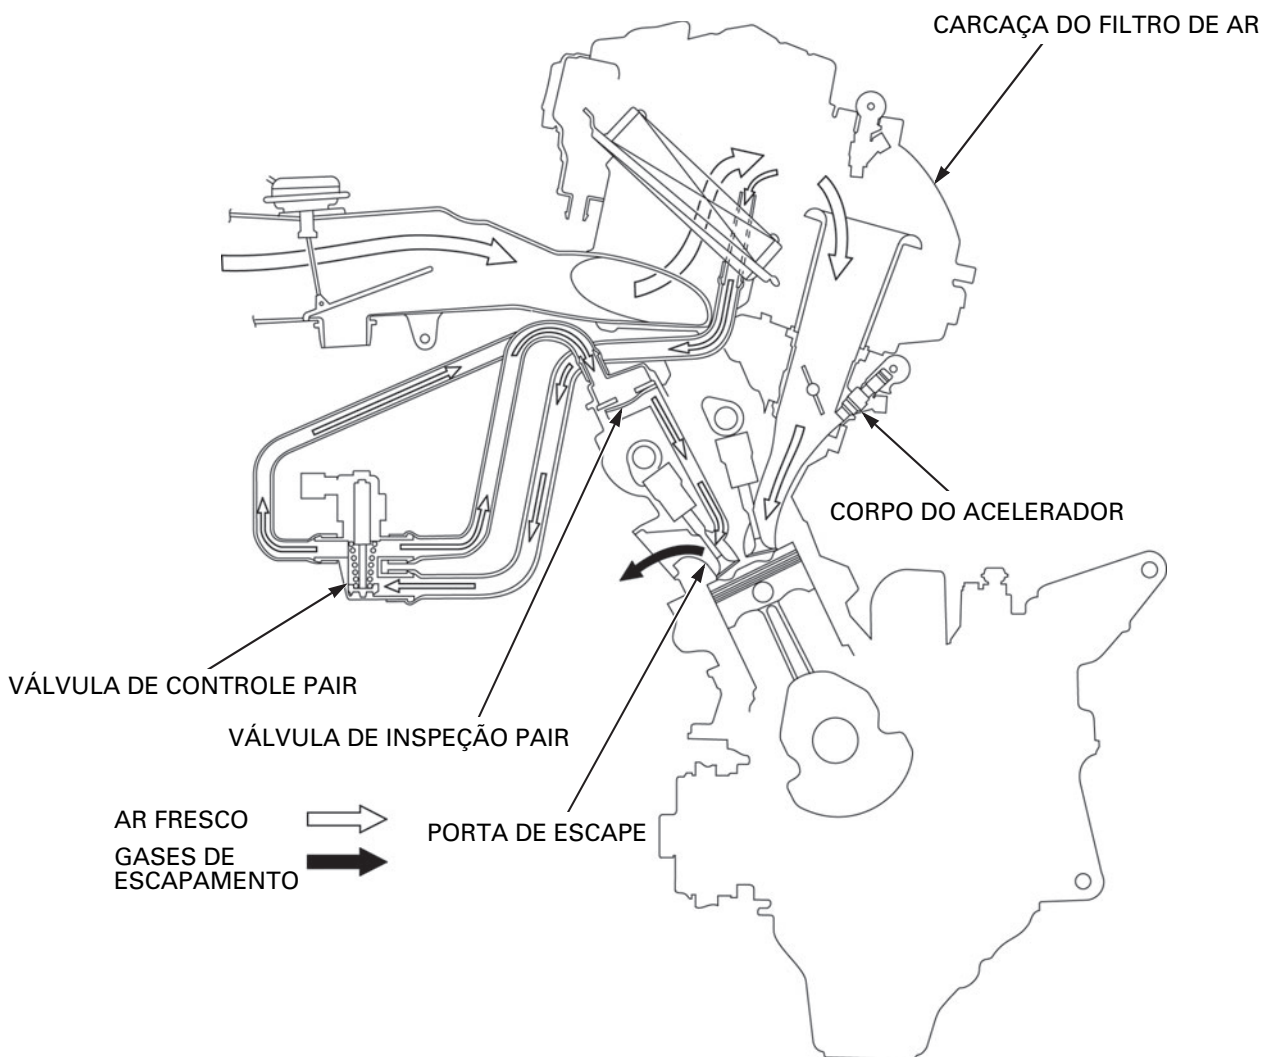 CARCAÇA DO FILTRO DE AR
CORPO DO ACELERADOR
VÁLVULA DE CONTROLE PAIR
VÁLVULA DE INSPEÇÃO PAIR
PORTA DE ESCAPE
AR FRESCO
GASES DE
ESCAPAMENTO